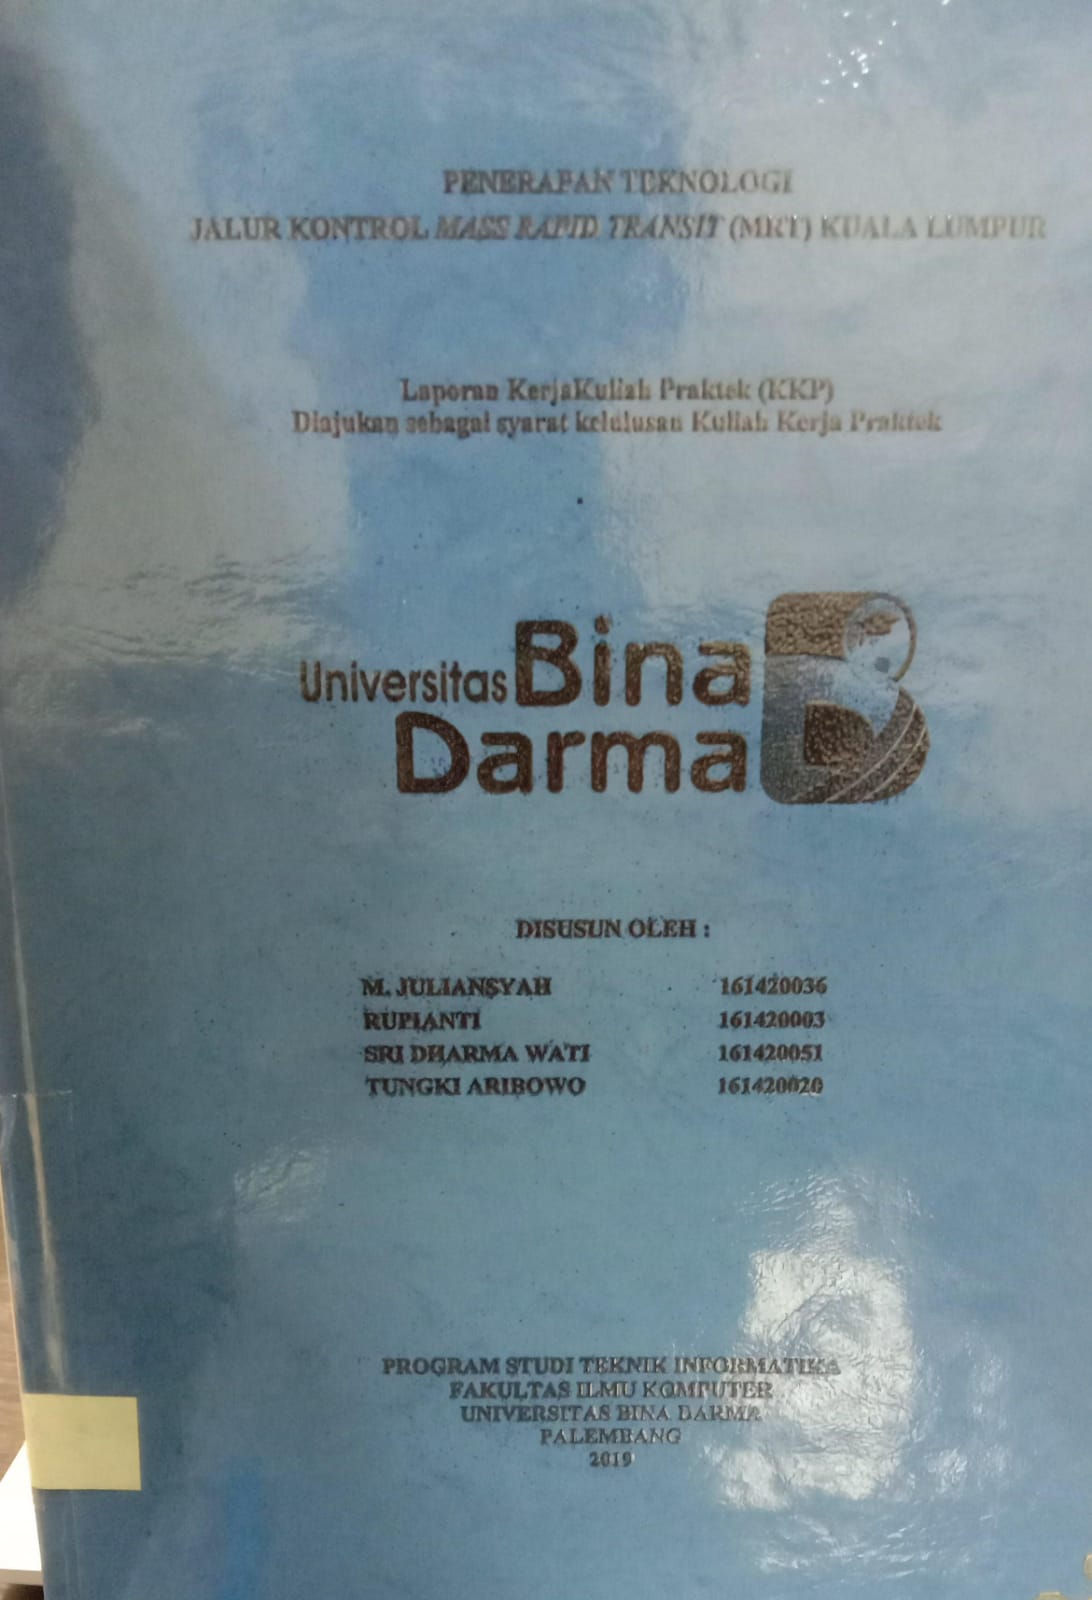 PENERAPAN TEKNOLOGI
JALUR KONTROL MASS RAPID TRANSIT (MRT) KUALA LUMPUR
Laporan KerjaKuliah Praktek (KKP)
Diajukan sebagai syarat kelulusan Kuliah Kerja Praktek
Universitas Bina
Darma
DISUSUN OLEH :
M. JULIANSYAH 161420036
RUPIANTI 161420003
SRI DHARMA WATI 161420051
TUNGKI ARIBOWO 161420020
PROGRAM STUDI TEKNIK INFORMATIKA
FAKULTAS ILMU KOMPUTER
UNIVERSITAS BINA DARMA
PALEMBANG
2019